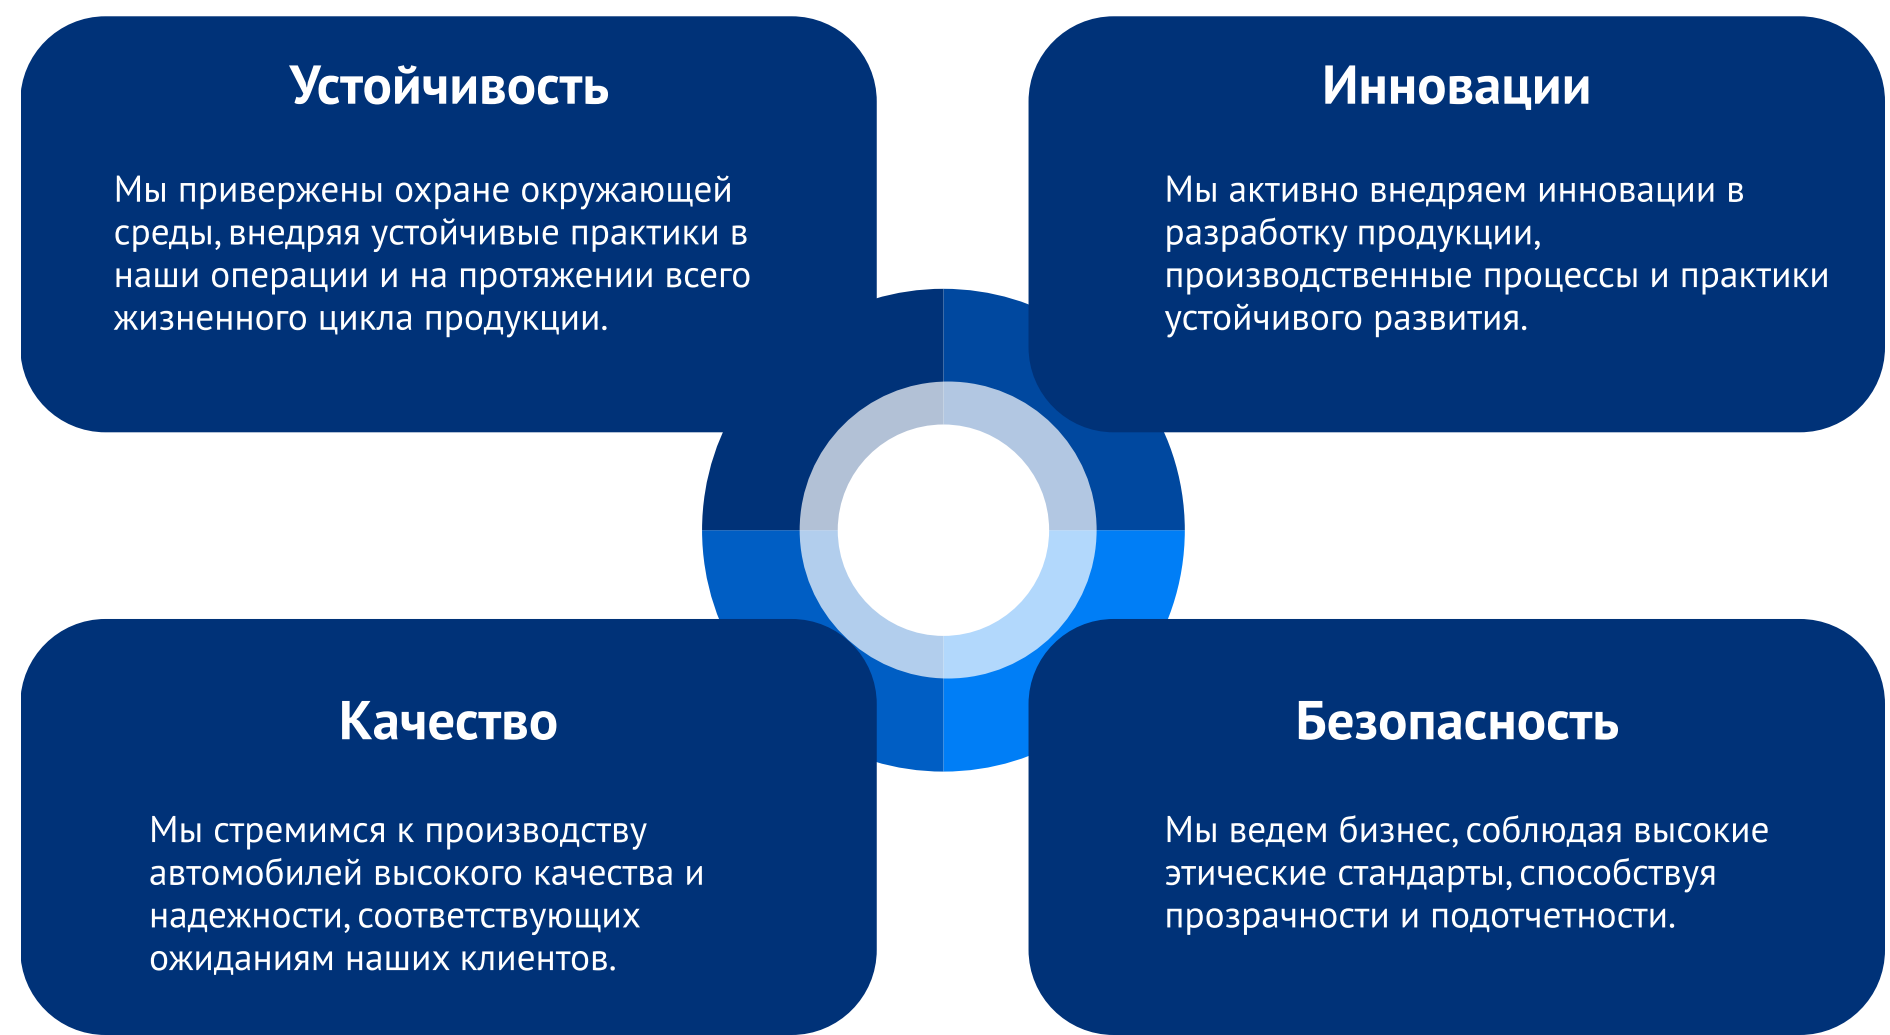 Устойчивость
Мы привержены охране окружающей
среды, внедряя устойчивые практики в
наши операции и на протяжении всего
жизненного цикла продукции.
Инновации
Мы активно внедряем инновации в
разработку продукции,
производственные процессы и практики
устойчивого развития.
Качество
Мы стремимся к производству
автомобилей высокого качества и
надежности, соответствующих
ожиданиям наших клиентов.
Безопасность
Мы ведем бизнес, соблюдая высокие
этические стандарты, способствуя
прозрачности и подотчетности.